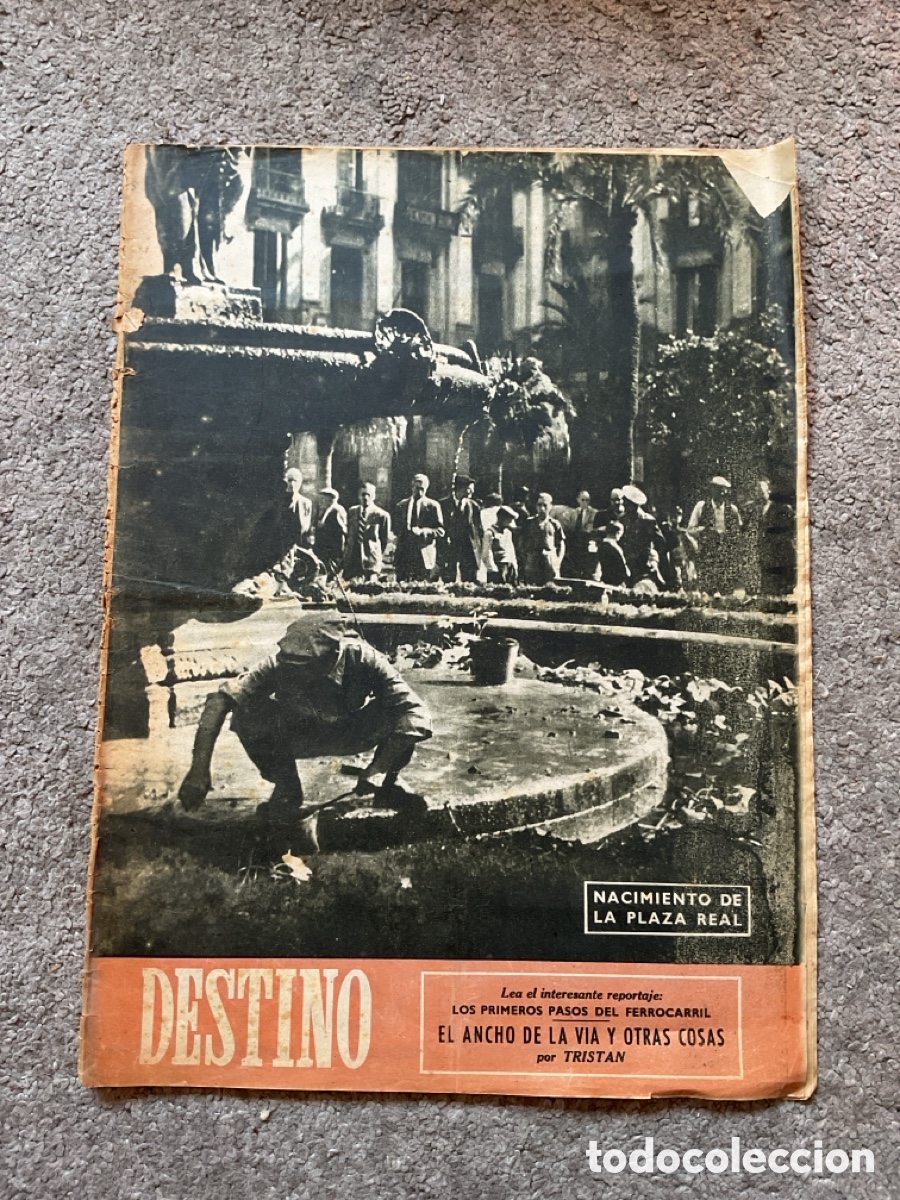 NACIMIENTO DE
LA PLAZA REAL
DESTINO
Lea el interesante reportaje:
LOS PRIMEROS PASOS DEL FERROCARRIL
EL ANCHO DE LA VIA Y OTRAS COSAS
por TRISTAN
todocoleccion